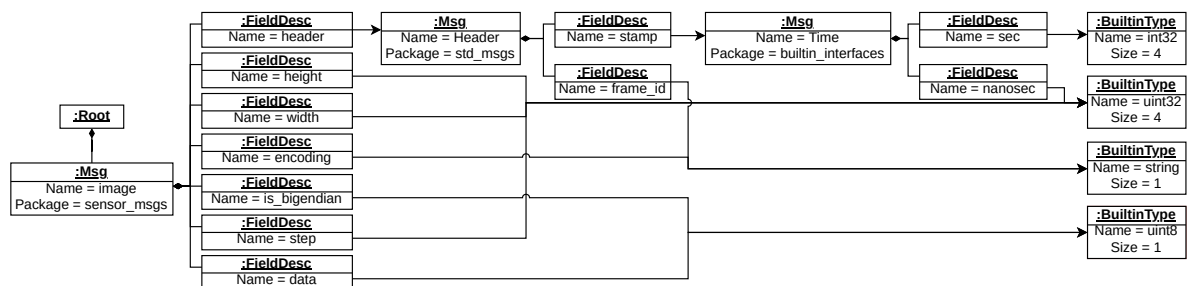 :Root
:Msg
Name = image
Package = sensor_msgs
:FieldDesc
Name = header
:FieldDesc
Name = height
:FieldDesc
Name = width
:FieldDesc
Name = encoding
:FieldDesc
Name = is_bigendian
:FieldDesc
Name = step
:FieldDesc
Name = data
:Msg
Name = Header
Package = std_msgs
:FieldDesc
Name = stamp
:FieldDesc
Name = frame_id
:Msg
Name = Time
Package = builtin_interfaces
:FieldDesc
Name = sec
:FieldDesc
Name = nanosec
:BuiltinType
Name = int32
Size = 4
:BuiltinType
Name = uint32
Size = 4
:BuiltinType
Name = string
Size = 1
:BuiltinType
Name = uint8
Size = 1